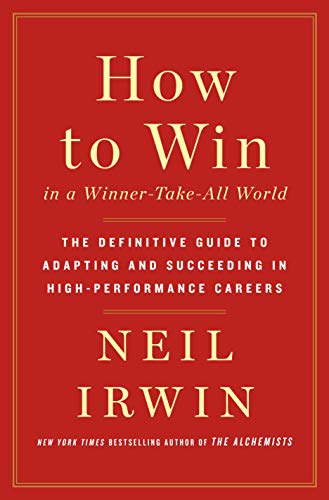 How
to Win
in a Winner-Take-All World
THE DEFINITIVE GUIDE TO
ADAPTING AND SUCCEEDING IN
HIGH-PERFORMANCE CAREERS
NEIL
IRWIN
NEW YORK TIMES BESTSELLING AUTHOR OF THE ALCHEMISTS